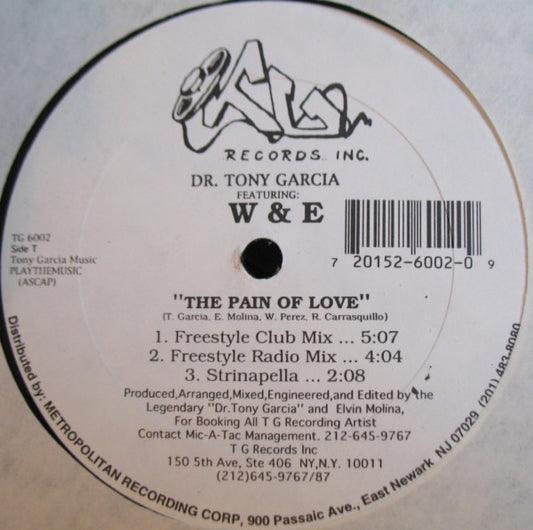 RECORDS INC.
DR. TONY GARCIA
FEATURING:
W & E
TG 6002
Side T
Tony Garcia Music
PLAYTHEMUSIC
(ASCAP)
7 20152-6002-0 9
"THE PAIN OF LOVE"
(T. Garcia, E. Molina, W. Perez, R. Carrasquillo)
1. Freestyle Club Mix ... 5:07
2. Freestyle Radio Mix ... 4:04
3. Strinapella ... 2:08
Produced,Arranged,Mixed,Engineered,and Edited by the
Legendary "Dr.Tony Garcia" and Elvin Molina,
For Booking All T G Recording Artist
Contact Mic-A-Tac Management. 212-645-9767
T G Records Inc
150 5th Ave, Ste 406 NY,N.Y. 10011
(212)645-9767/87
Distributed by: METROPOLITAN RECORDING CORP, 900 Passaic Ave., East Newark NJ 07029 (201) 483-8080